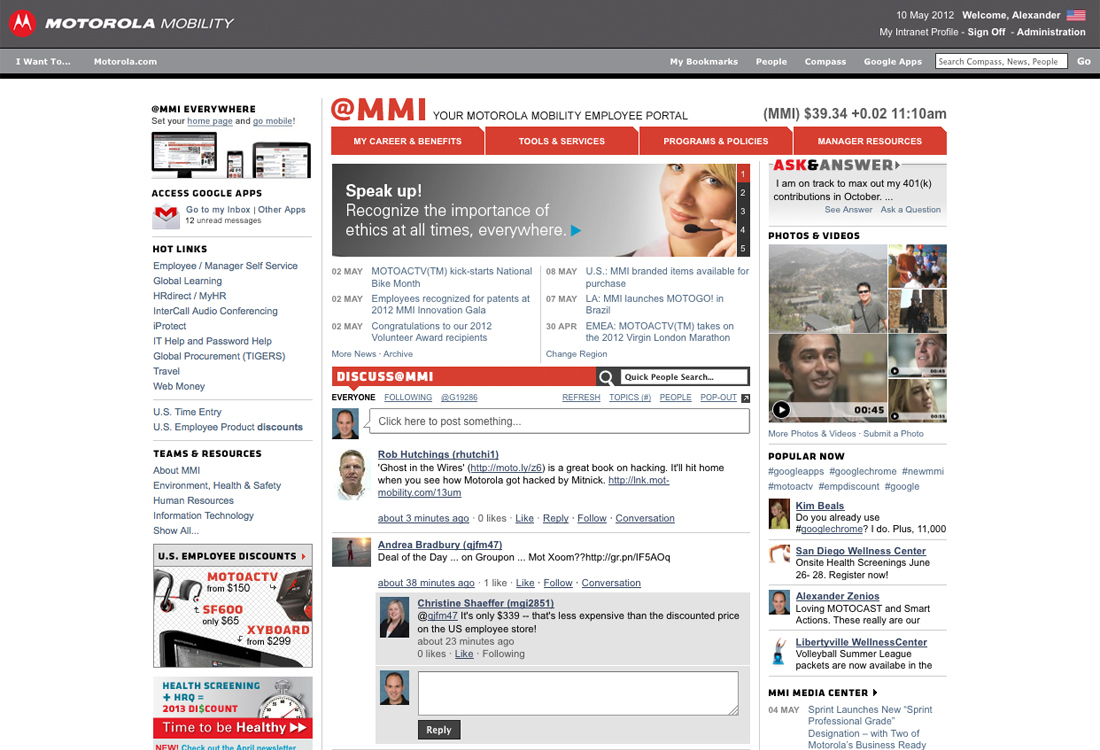 MOTOROLA MOBILITY
10 May 2012 Welcome, Alexander
My Intranet Profile - Sign Off - Administration
I Want To... Motorola.com
My Bookmarks People Compass Google Apps Search Compass, News, People Go
@MMI EVERYWHERE
Set your home page and go mobile!
ACCESS GOOGLE APPS
Go to my Inbox | Other Apps
12 unread messages
HOT LINKS
Employee / Manager Self Service
Global Learning
HRdirect / MyHR
InterCall Audio Conferencing
iProtect
IT Help and Password Help
Global Procurement (TIGERS)
Travel
Web Money
U.S. Time Entry
U.S. Employee Product discounts
TEAMS & RESOURCES
About MMI
Environment, Health & Safety
Human Resources
Information Technology
Show All...
U.S. EMPLOYEE DISCOUNTS
MOTOACTV
from $150
SF600
only $65
XYBOARD
from $299
HEALTH SCREENING
+ HRQ =
2013 DI$COUNT
Time to be Healthy
NEW! Check out the April newsletter
@MMI YOUR MOTOROLA MOBILITY EMPLOYEE PORTAL
(MMI) $39.34 +0.02 11:10am
MY CAREER & BENEFITS
TOOLS & SERVICES
PROGRAMS & POLICIES
MANAGER RESOURCES
Speak up!
Recognize the importance of
ethics at all times, everywhere.
1
2
3
4
5
02 MAY MOTOACTV(TM) kick-starts National
Bike Month
02 MAY Employees recognized for patents at
2012 MMI Innovation Gala
02 MAY Congratulations to our 2012
Volunteer Award recipients
More News · Archive
08 MAY U.S.: MMI branded items available for
purchase
07 MAY LA: MMI launches MOTOGO! in
Brazil
30 APR EMEA: MOTOACTV(TM) takes on
the 2012 Virgin London Marathon
Change Region
DISCUSS@MMI
Quick People Search...
EVERYONE FOLLOWING @G19286
REFRESH TOPICS (#) PEOPLE POP-OUT
Click here to post something...
Rob Hutchings (rhutchi1)
'Ghost in the Wires' (http://moto.ly/z6) is a great book on hacking. It'll hit home
when you see how Motorola got hacked by Mitnick. http://lnk.mot-
mobility.com/13um
about 3 minutes ago · 0 likes · Like · Reply · Follow · Conversation
Andrea Bradbury (qjfm47)
Deal of the Day ... on Groupon ... Mot Xoom??http://gr.pn/IF5AOq
about 38 minutes ago · 1 like · Like · Follow · Conversation
Christine Shaeffer (mgi2851)
@qjfm47 It's only $339 -- that's less expensive than the discounted price
on the US employee store!
about 23 minutes ago
0 likes · Like · Following
Reply
ASK&ANSWER
I am on track to max out my 401(k)
contributions in October. ...
See Answer Ask a Question
PHOTOS & VIDEOS
00:45
00:45
00:55
More Photos & Videos · Submit a Photo
POPULAR NOW
#googleapps #googlechrome #newmmi
#motoactv #empdiscount #google
Kim Beals
Do you already use
#googlechrome? I do. Plus, 11,000
San Diego Wellness Center
Onsite Health Screenings June
26- 28. Register now!
Alexander Zenios
Loving MOTOCAST and Smart
Actions. These really are our
Libertyville WellnessCenter
Volleyball Summer League
packets are now availabe in the
MMI MEDIA CENTER
04 MAY Sprint Launches New “Sprint
Professional Grade”
Designation – with Two of
Motorola's Business Ready